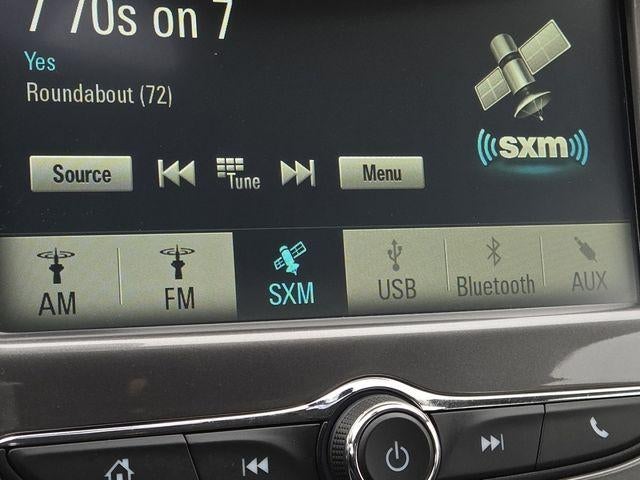 7 70s on 7
Yes
Roundabout (72)
sxm
Source Tune Menu
AM FM SXM USB Bluetooth AUX